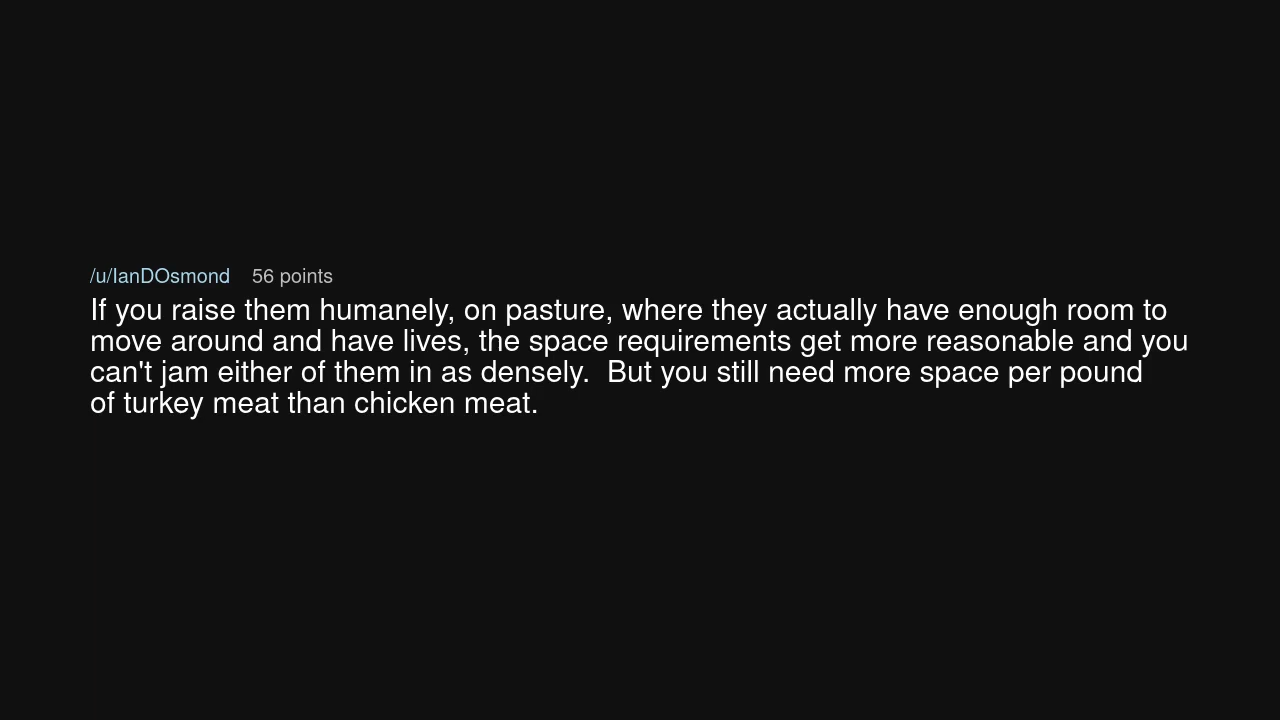 /u/IanDOsmond 56 points
If you raise them humanely, on pasture, where they actually have enough room to
move around and have lives, the space requirements get more reasonable and you
can't jam either of them in as densely.  But you still need more space per pound
of turkey meat than chicken meat.